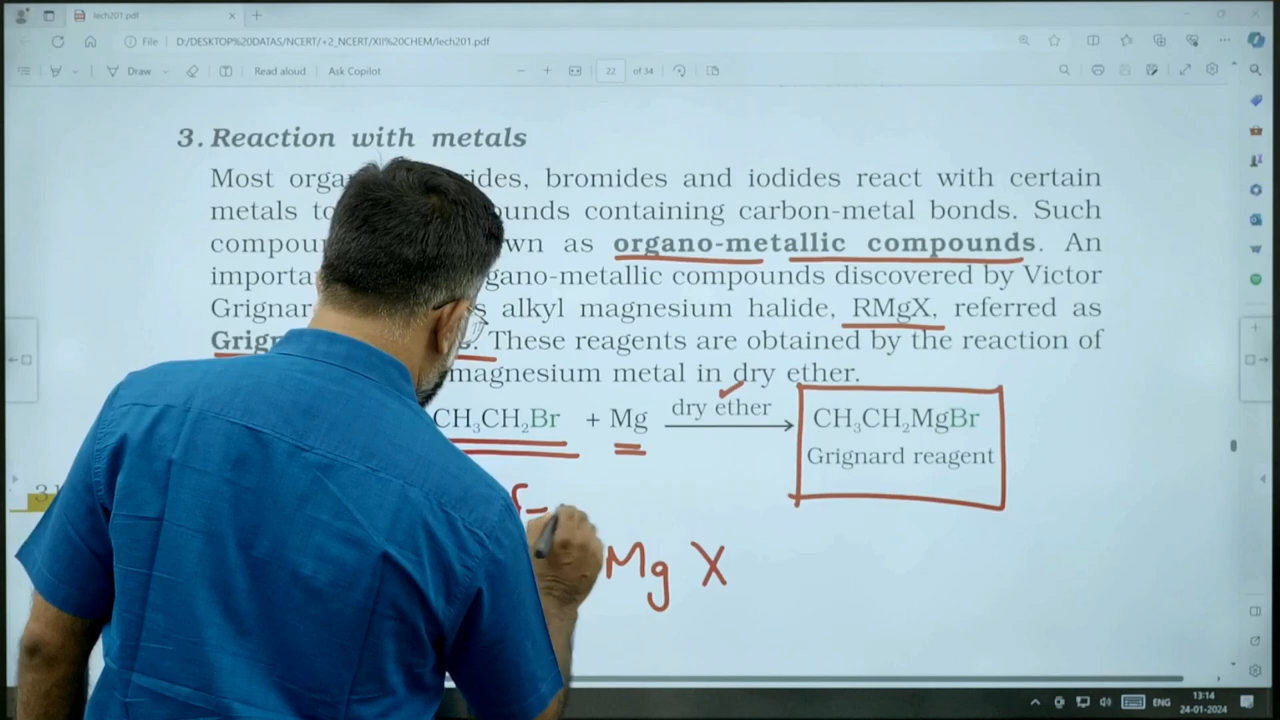 lech201.pdf
File D:/DESKTOP%20DATAS/NCERT/+2_NCERT/XII%20CHEM/lech201.pdf
Draw Read aloud Ask Copilot 22 of 34
3. Reaction with metals
Most orga rides, bromides and iodides react with certain
metals to ounds containing carbon-metal bonds. Such
compou wn as organo-metallic compounds. An
importa gano-metallic compounds discovered by Victor
Grignar s alkyl magnesium halide, RMgX, referred as
Grig s. These reagents are obtained by the reaction of
magnesium metal in dry ether.
CH₃CH₂Br + Mg dry ether → CH₃CH₂MgBr
Grignard reagent
31
Mg X
ENG 13:14
24-01-2024